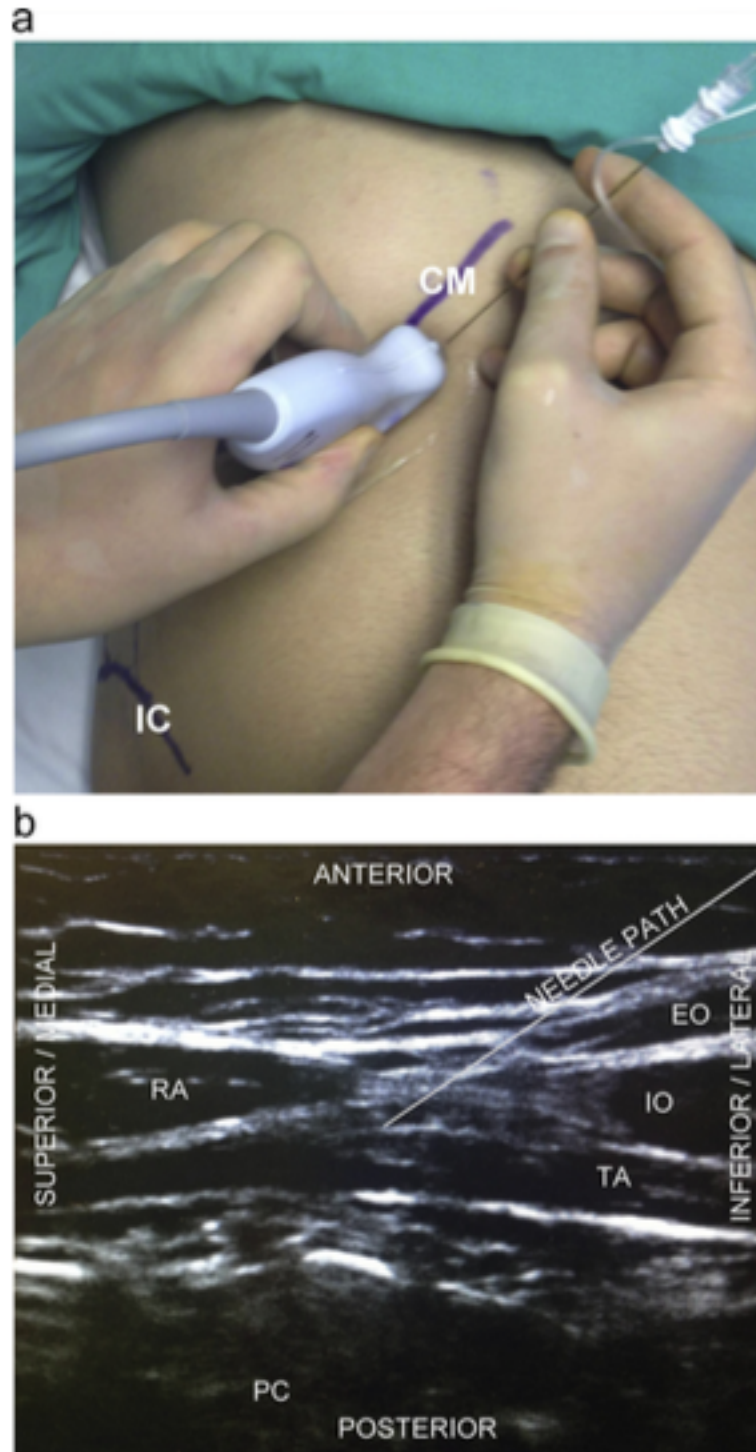 a
CM
IC
b
ANTERIOR
NEEDLE PATH
SUPERIOR / MEDIAL
EO
INFERIOR / LATERAL
RA
IO
TA
PC
POSTERIOR